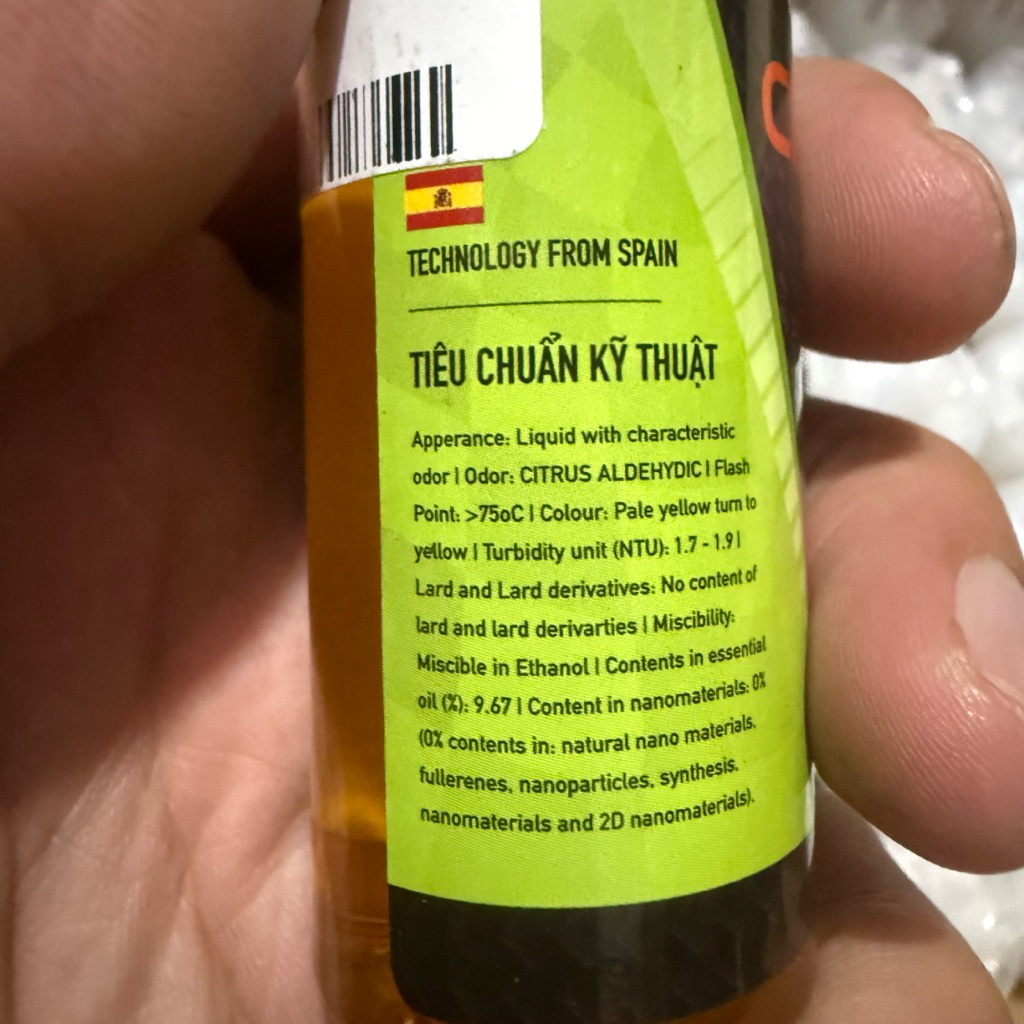 TECHNOLOGY FROM SPAIN
TIÊU CHUẨN KỸ THUẬT
Apperance: Liquid with characteristic
odor | Odor: CITRUS ALDEHYDIC | Flash
Point: >75oC | Colour: Pale yellow turn to
yellow | Turbidity unit (NTU): 1.7 - 1.9 |
Lard and Lard derivatives: No content of
lard and lard derivarties | Miscibility:
Miscible in Ethanol | Contents in essential
oil (%): 9.67 | Content in nanomaterials: 0%
(0% contents in: natural nano materials,
fullerenes, nanoparticles, synthesis,
nanomaterials and 2D nanomaterials).